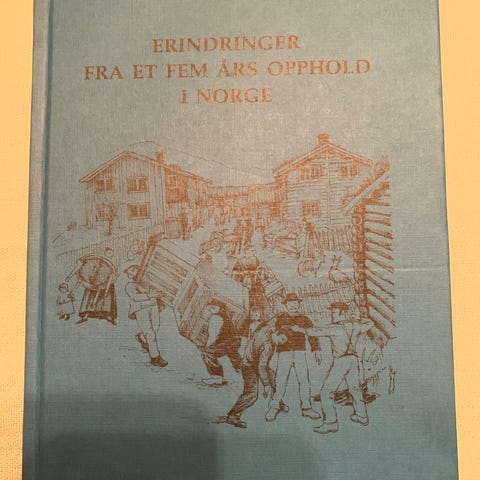 ERINDRINGER
FRA ET FEM ÅRS OPPHOLD
I NORGE